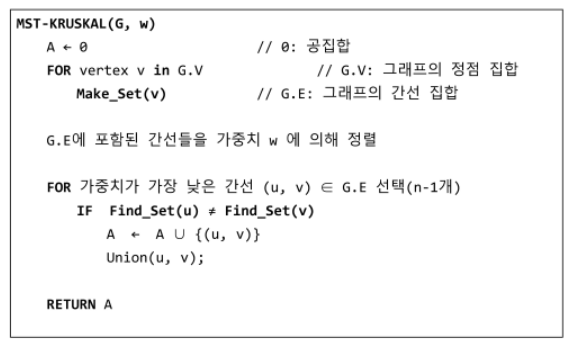 MST-KRUSKAL(G, w)
A ← 0 // 0: 공집합
FOR vertex v in G.V // G.V: 그래프의 정점 집합
Make_Set(v) // G.E: 그래프의 간선 집합
G.E에 포함된 간선들을 가중치 w 에 의해 정렬
FOR 가중치가 가장 낮은 간선 (u, v) ∈ G.E 선택(n-1개)
IF Find_Set(u) ≠ Find_Set(v)
A ← A ∪ {(u, v)}
Union(u, v);
RETURN A